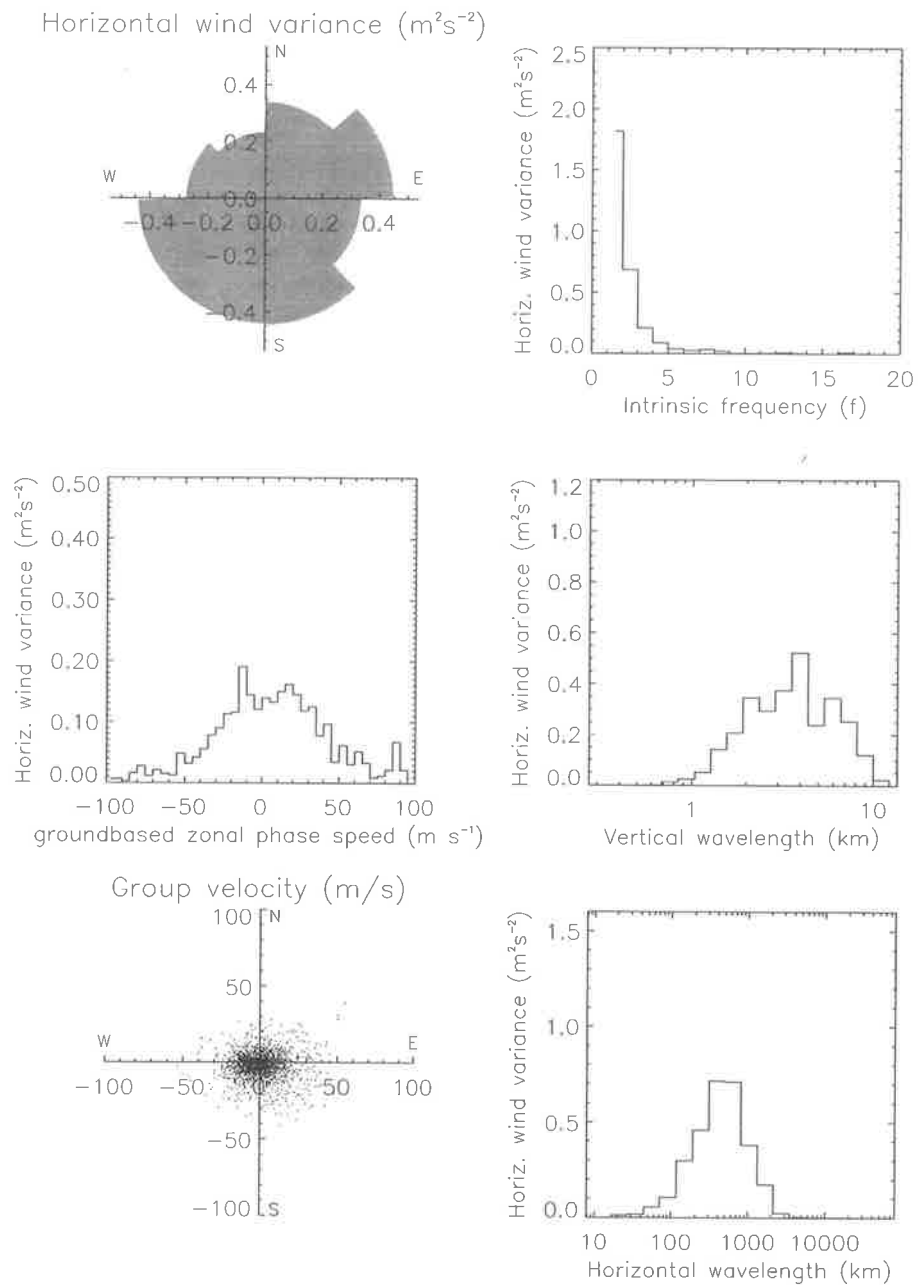 Horizontal wind variance (m²s⁻²)
N
0.4
0.2
W
E
0.0
−0.4 −0.2 0.0 0.2 0.4
−0.2
−0.4
S
Horiz. wind variance (m²s⁻²)
2.5
2.0
1.5
1.0
0.5
0.0
0 5 10 15 20
Intrinsic frequency (f)
Horiz. wind variance (m²s⁻²)
0.50
0.40
0.30
0.20
0.10
0.00
−100 −50 0 50 100
groundbased zonal phase speed (m s⁻¹)
Horiz. wind variance (m²s⁻²)
1.2
1.0
0.8
0.6
0.4
0.2
0.0
1 10
Vertical wavelength (km)
Group velocity (m/s)
100 N
50
W
E
−100 −50 0 50 100
−50
−100 S
Horiz. wind variance (m²s⁻²)
1.5
1.0
0.5
0.0
10 100 1000 10000
Horizontal wavelength (km)